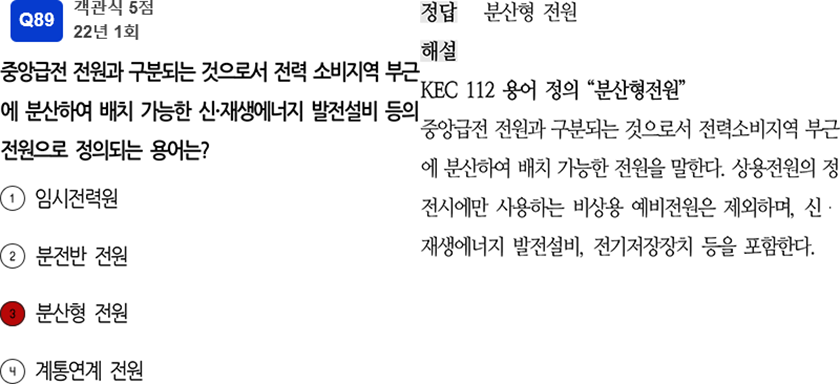 Q89
객관식 5점
22년 1회
중앙급전 전원과 구분되는 것으로서 전력 소비지역 부근
에 분산하여 배치 가능한 신·재생에너지 발전설비 등의
전원으로 정의되는 용어는?
1 임시전력원
2 분전반 전원
3 분산형 전원
4 계통연계 전원
정답 분산형 전원
해설
KEC 112 용어 정의 “분산형전원”
중앙급전 전원과 구분되는 것으로서 전력소비지역 부근
에 분산하여 배치 가능한 전원을 말한다. 상용전원의 정
전시에만 사용하는 비상용 예비전원은 제외하며, 신 ·
재생에너지 발전설비, 전기저장장치 등을 포함한다.